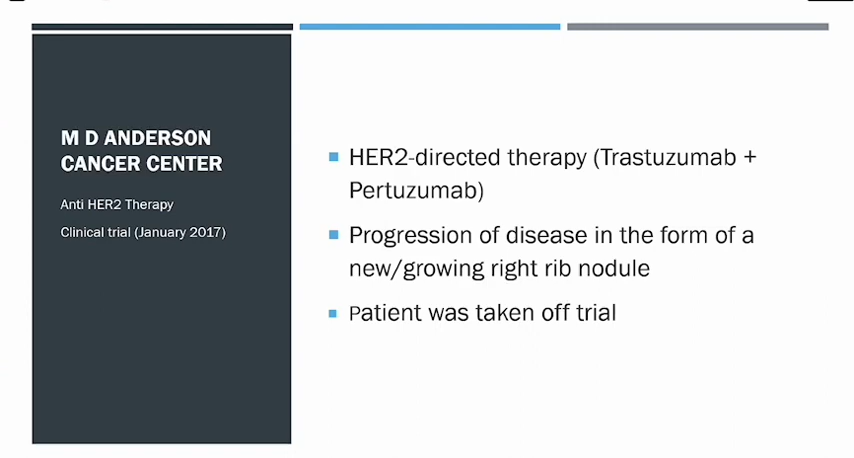 M D ANDERSON
CANCER CENTER
Anti HER2 Therapy
Clinical trial (January 2017)
▪ HER2-directed therapy (Trastuzumab +
Pertuzumab)
▪ Progression of disease in the form of a
new/growing right rib nodule
▪ Patient was taken off trial